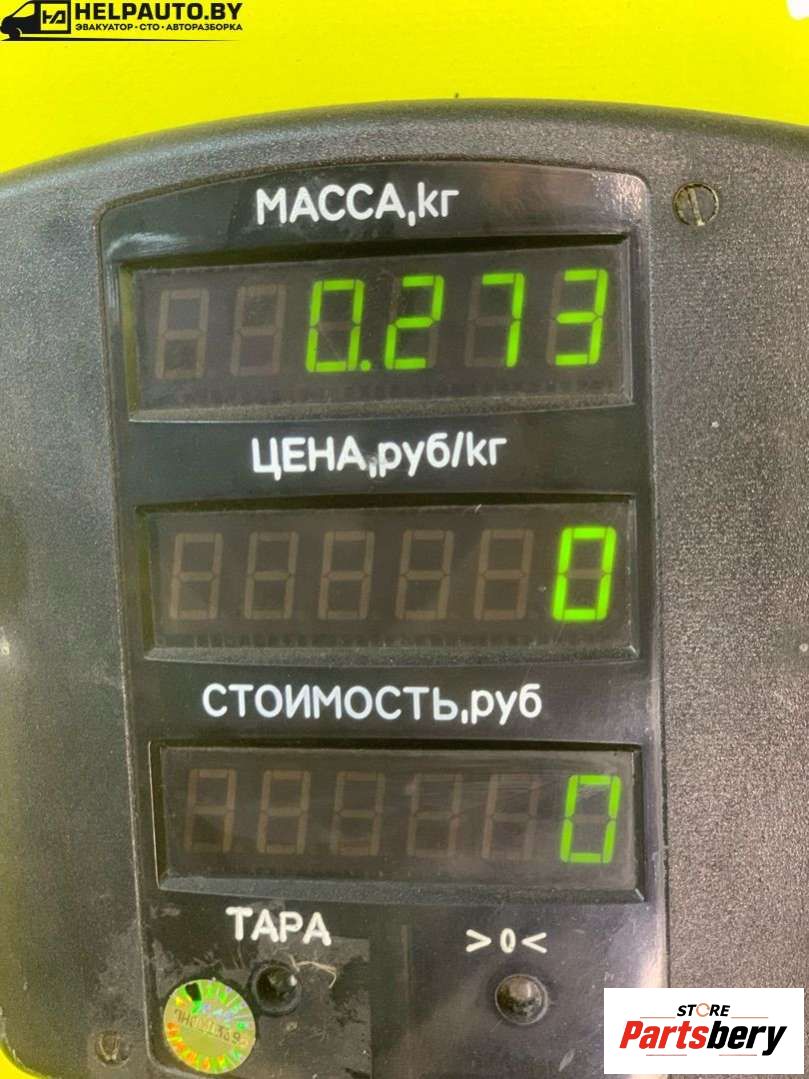 HELPAUTO.BY
ЭВАКУАТОР • СТО • АВТОРАЗБОРКА
МАССА,кг
0.273
ЦЕНА,руб/кг
0
СТОИМОСТЬ,руб
0
ТАРА
>0<
STORE
Partsbery